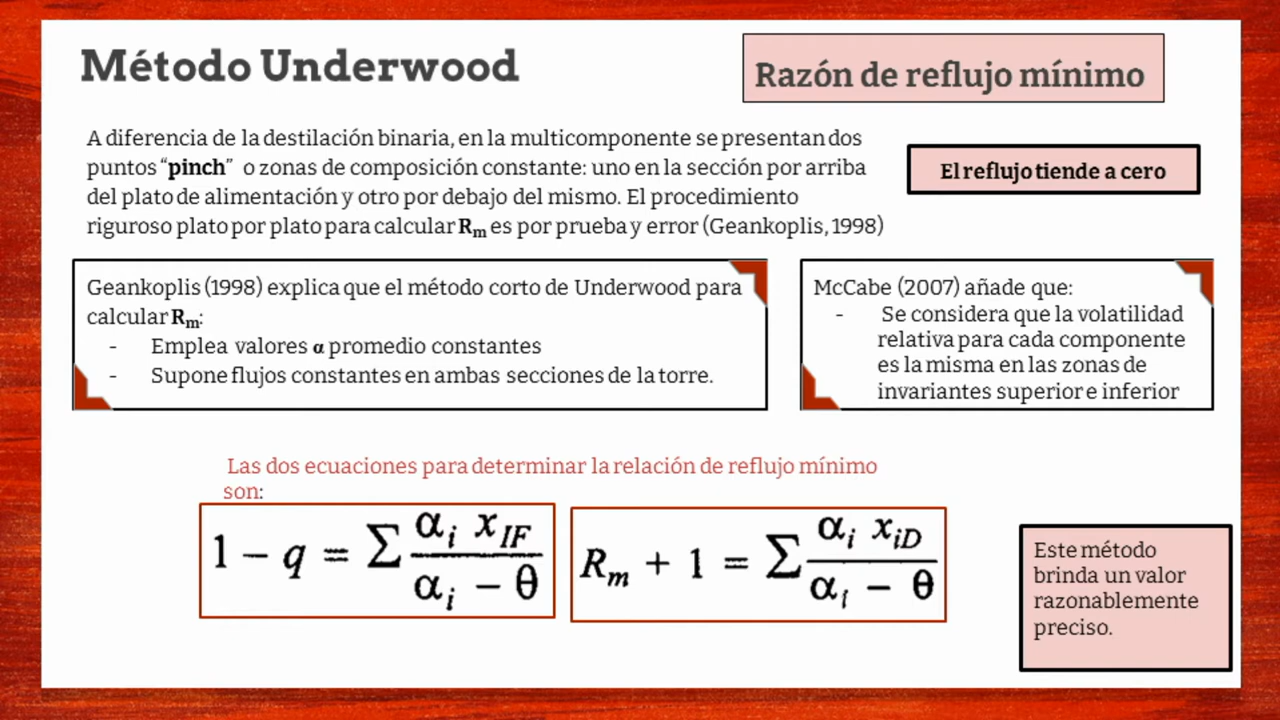 Método Underwood
Razón de reflujo mínimo
A diferencia de la destilación binaria, en la multicomponente se presentan dos
puntos “pinch” o zonas de composición constante: uno en la sección por arriba
del plato de alimentación y otro por debajo del mismo. El procedimiento
riguroso plato por plato para calcular Rm es por prueba y error (Geankoplis, 1998)
El reflujo tiende a cero
Geankoplis (1998) explica que el método corto de Underwood para
calcular Rm:
- Emplea valores α promedio constantes
- Supone flujos constantes en ambas secciones de la torre.
McCabe (2007) añade que:
- Se considera que la volatilidad
relativa para cada componente
es la misma en las zonas de
invariantes superior e inferior
Las dos ecuaciones para determinar la relación de reflujo mínimo
son:
1 − q = Σ αi xIF / αi − θ
Rm + 1 = Σ αi xiD / αi − θ
Este método
brinda un valor
razonablemente
preciso.